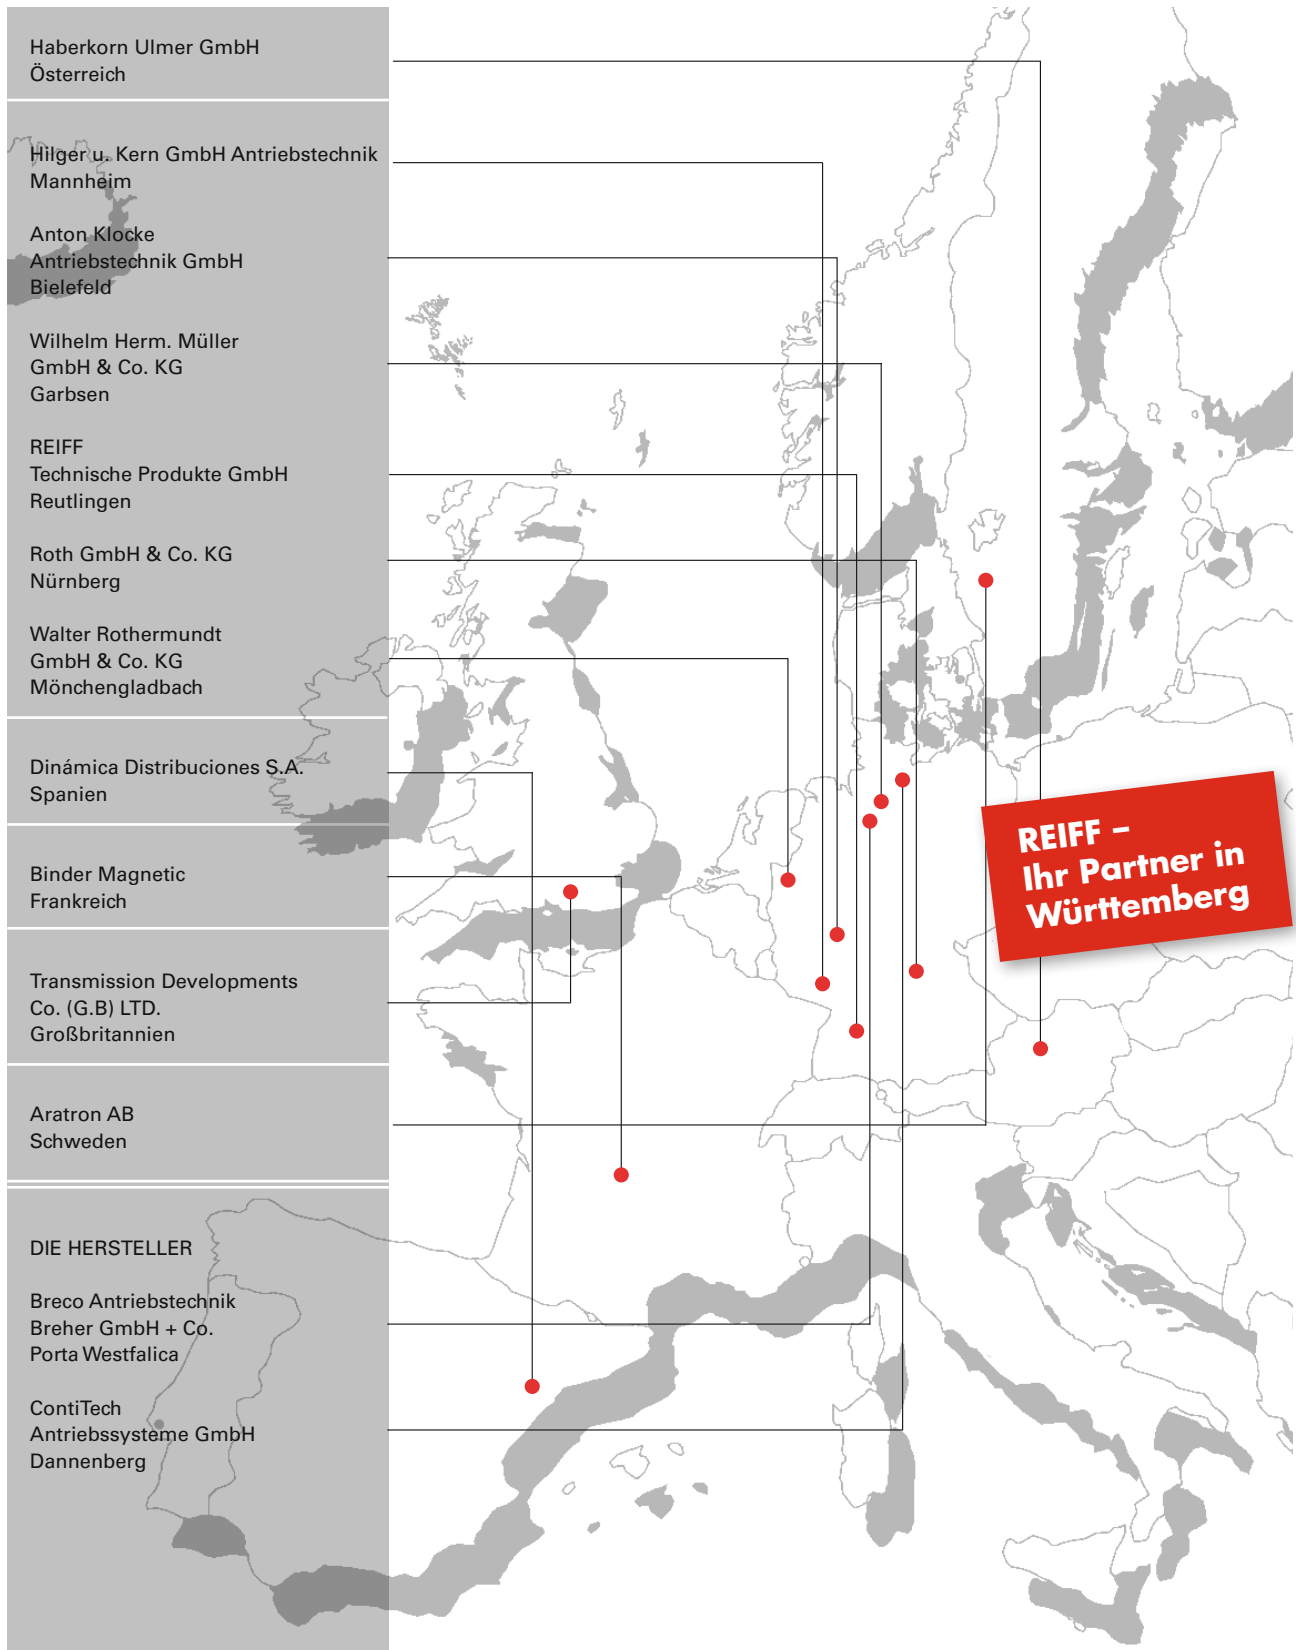 Haberkorn Ulmer GmbH
Österreich
Hilger u. Kern GmbH Antriebstechnik
Mannheim
Anton Klocke
Antriebstechnik GmbH
Bielefeld
Wilhelm Herm. Müller
GmbH & Co. KG
Garbsen
REIFF
Technische Produkte GmbH
Reutlingen
Roth GmbH & Co. KG
Nürnberg
Walter Rothermundt
GmbH & Co. KG
Mönchengladbach
Dinámica Distribuciones S.A.
Spanien
Binder Magnetic
Frankreich
Transmission Developments
Co. (G.B) LTD.
Großbritannien
Aratron AB
Schweden
DIE HERSTELLER
Breco Antriebstechnik
Breher GmbH + Co.
Porta Westfalica
ContiTech
Antriebssysteme GmbH
Dannenberg
REIFF –
Ihr Partner in
Württemberg